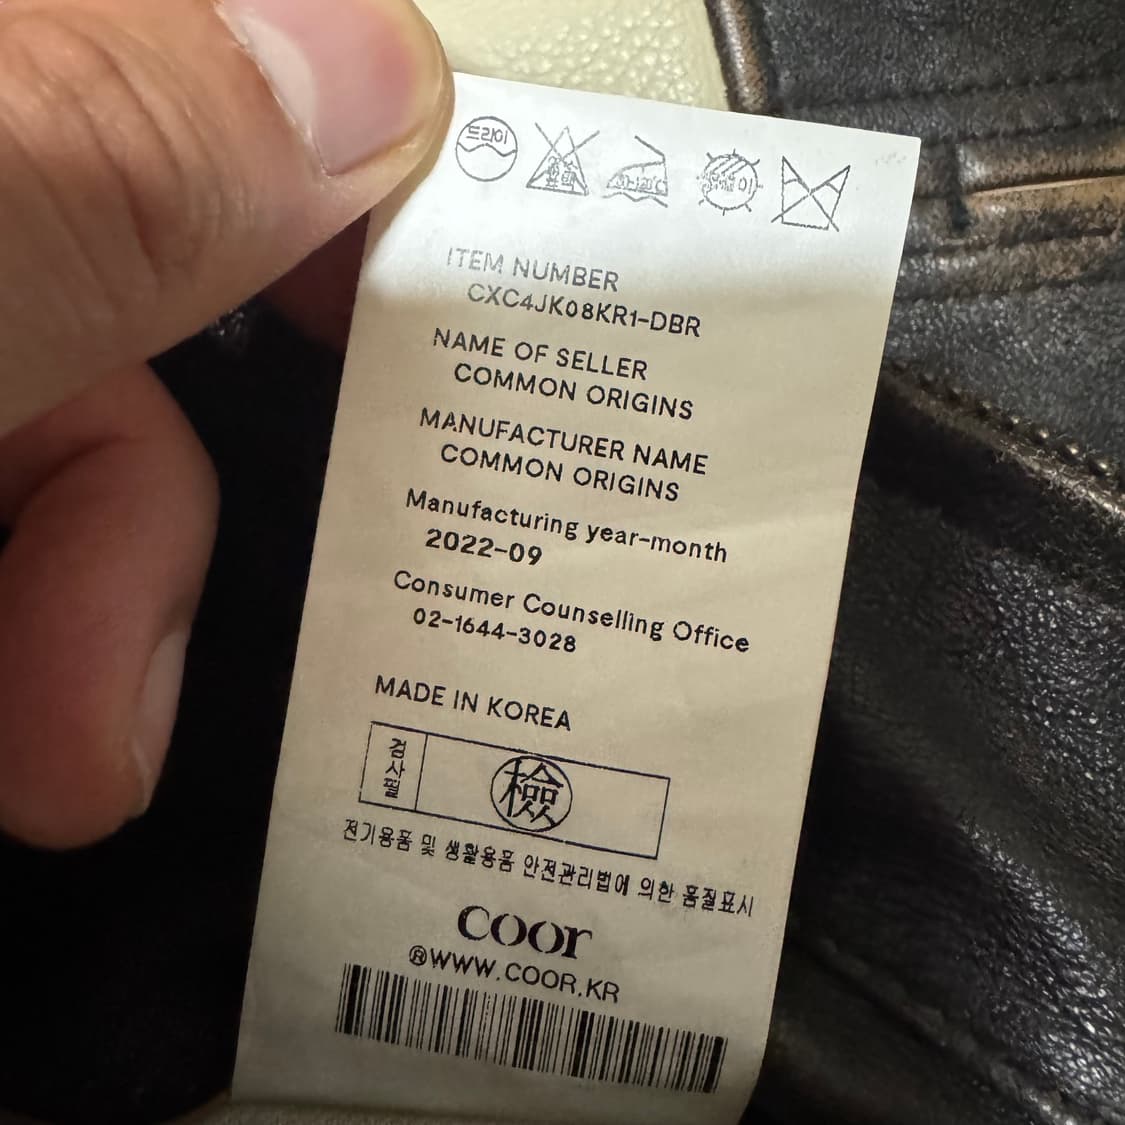 드라이
ITEM NUMBER
CXC4JK08KR1-DBR
NAME OF SELLER
COMMON ORIGINS
MANUFACTURER NAME
COMMON ORIGINS
Manufacturing year-month
2022-09
Consumer Counselling Office
02-1644-3028
MADE IN KOREA
검사필
檢
전기용품 및 생활용품 안전관리법에 의한 품질표시
COOr
®WWW.COOR.KR